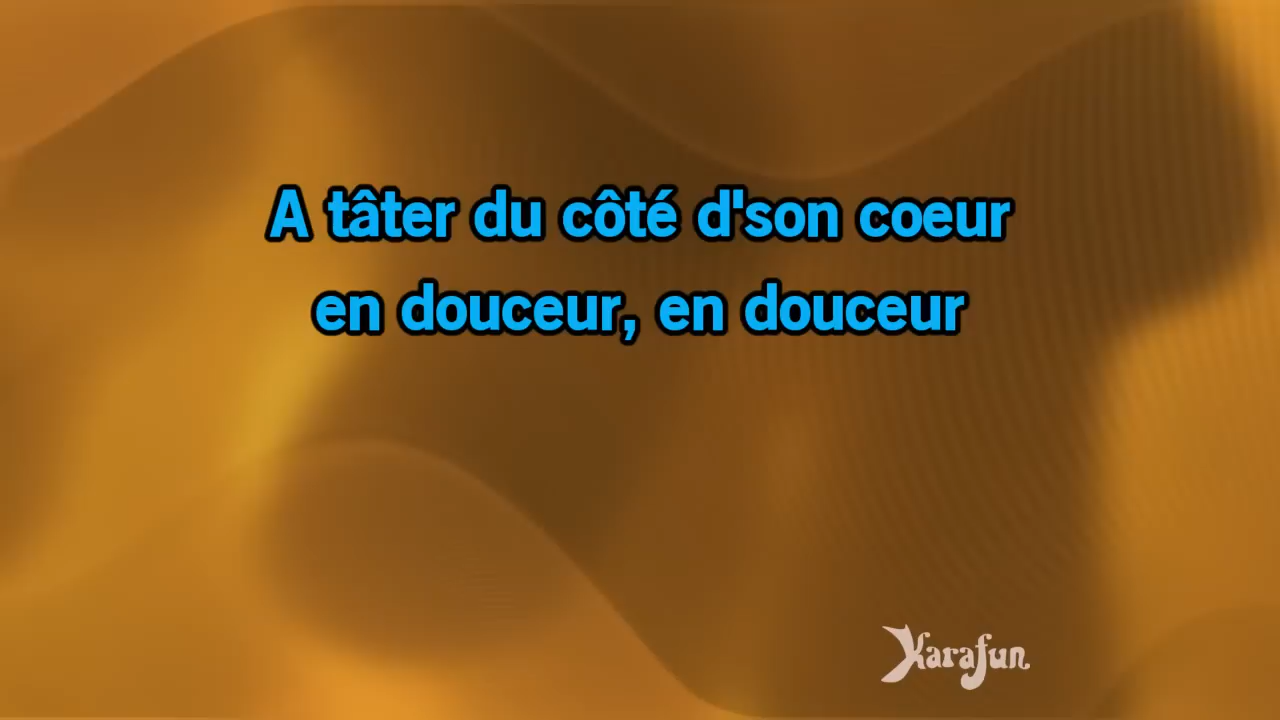 A tâter du côté d'son coeur
en douceur, en douceur
Karafun